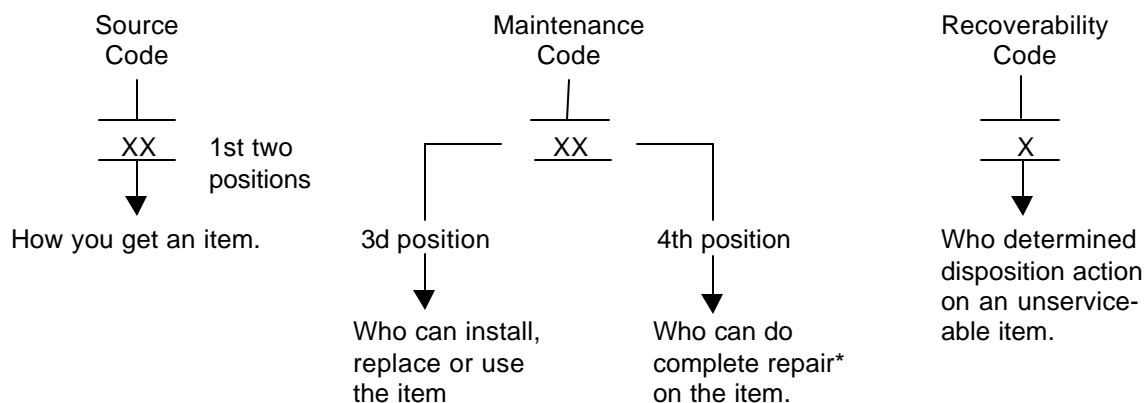 Source
Code
Maintenance
Code
Recoverability
Code
XX
1st two
positions
XX
X
How you get an item.
3d position
4th position
Who determined
disposition action
on an unservice-
able item.
Who can install,
replace or use
the item
Who can do
complete repair*
on the item.